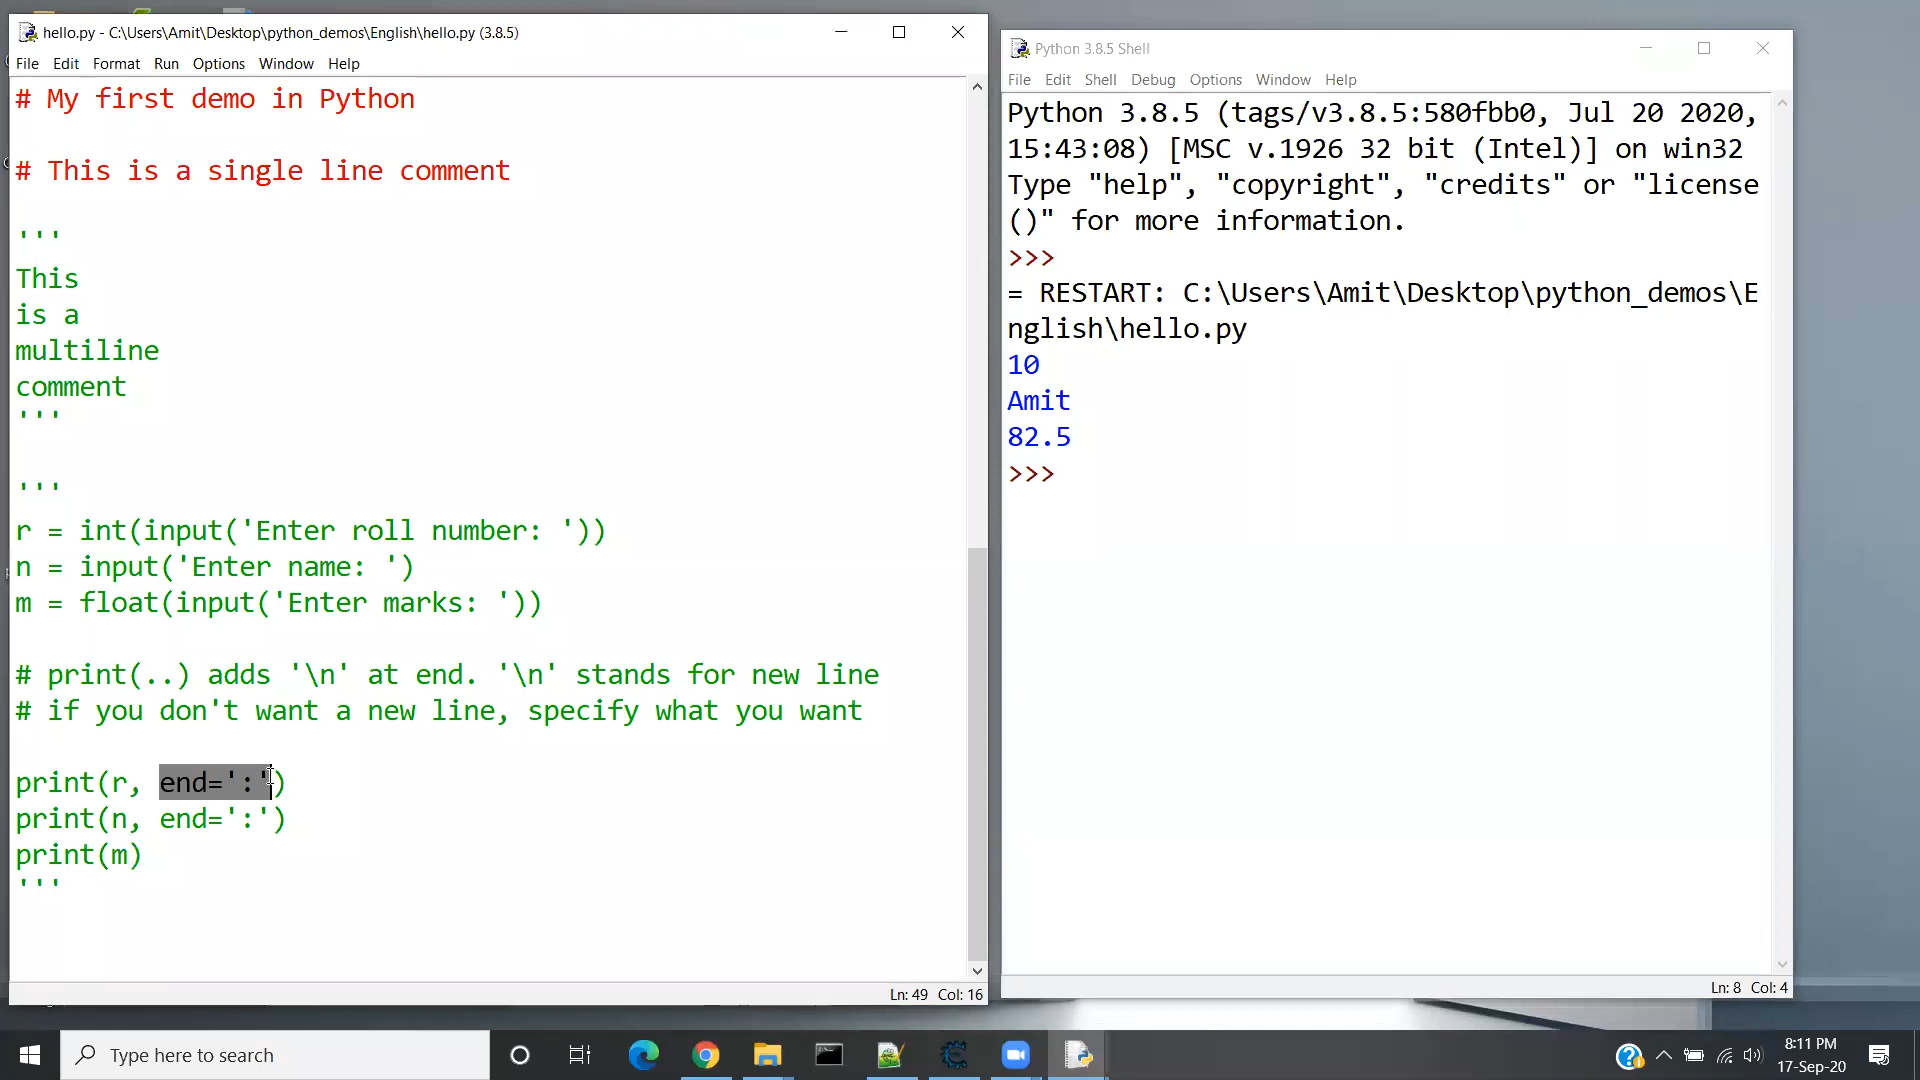 hello.py - C:\Users\Amit\Desktop\python_demos\English\hello.py (3.8.5)
File Edit Format Run Options Window Help
# My first demo in Python
# This is a single line comment
'''
This
is a
multiline
comment
'''
'''
r = int(input('Enter roll number: '))
n = input('Enter name: ')
m = float(input('Enter marks: '))
# print(..) adds '\n' at end. '\n' stands for new line
# if you don't want a new line, specify what you want
print(r, end=':')
print(n, end=':')
print(m)
'''
Ln: 49 Col: 16
Python 3.8.5 Shell
File Edit Shell Debug Options Window Help
Python 3.8.5 (tags/v3.8.5:580fbb0, Jul 20 2020,
15:43:08) [MSC v.1926 32 bit (Intel)] on win32
Type "help", "copyright", "credits" or "license
()" for more information.
>>>
= RESTART: C:\Users\Amit\Desktop\python_demos\E
nglish\hello.py
10
Amit
82.5
>>>
Ln: 8 Col: 4
Type here to search
8:11 PM
17-Sep-20